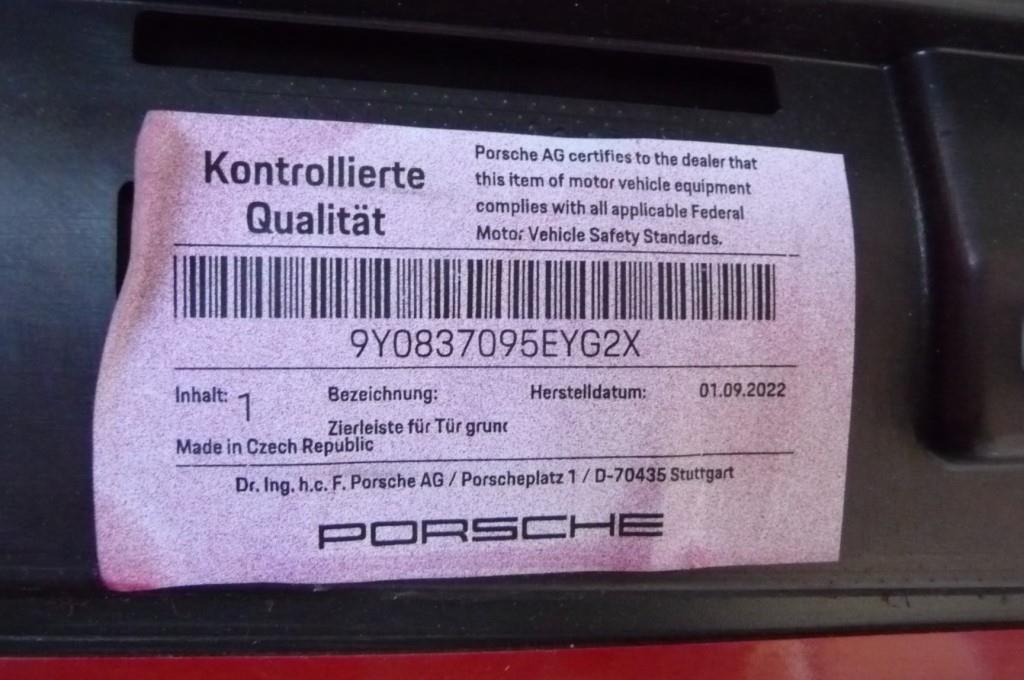 Kontrollierte
Qualität
Porsche AG certifies to the dealer that
this item of motor vehicle equipment
complies with all applicable Federal
Motor Vehicle Safety Standards.
9Y0837095EYG2X
Inhalt: 1 Bezeichnung: Herstelldatum: 01.09.2022
Zierleiste für Tür grund
Made in Czech Republic
Dr. Ing. h.c. F. Porsche AG / Porscheplatz 1 / D-70435 Stuttgart
PORSCHE